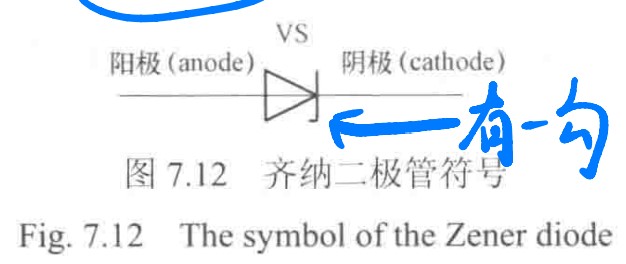 VS
阳极(anode) 阴极(cathode)
有一勾
图 7.12 齐纳二极管符号
Fig. 7.12 The symbol of the Zener diode